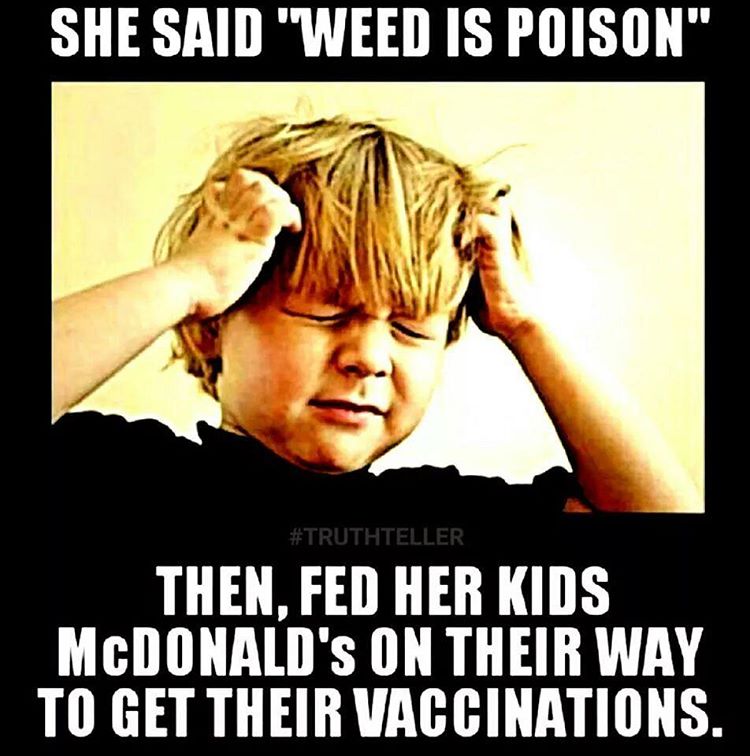 SHE SAID "WEED IS POISON"
#TRUTHTELLER
THEN, FED HER KIDS
McDONALD's ON THEIR WAY
TO GET THEIR VACCINATIONS.